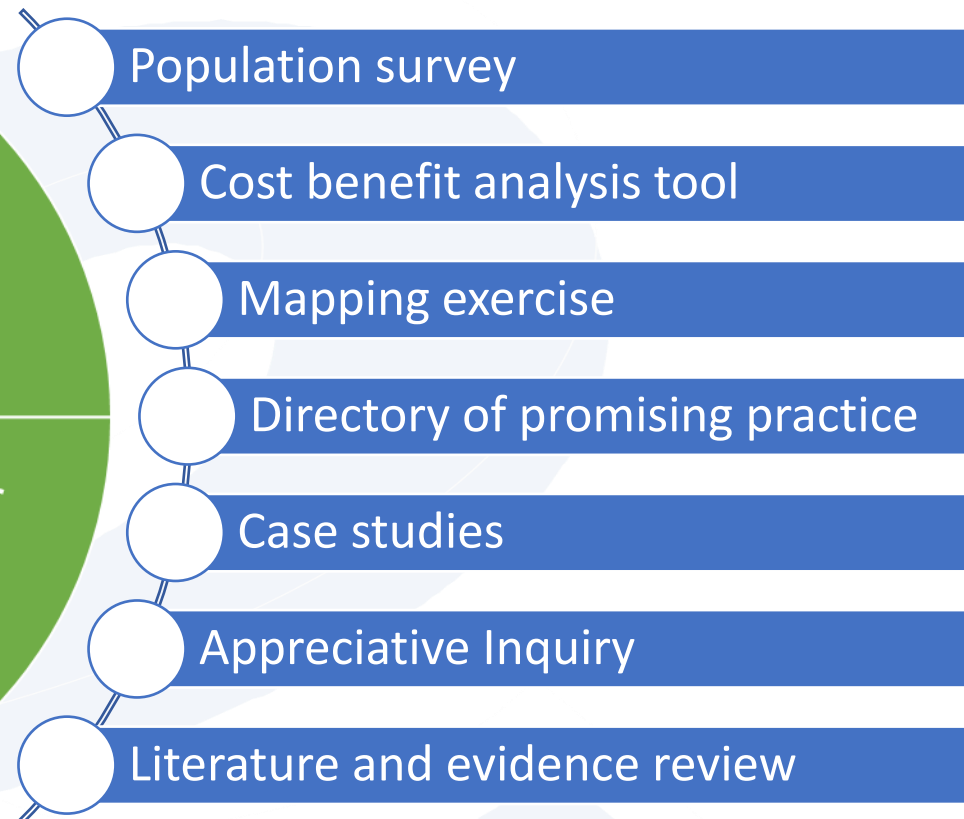 Population survey
Cost benefit analysis tool
Mapping exercise
Directory of promising practice
Case studies
Appreciative Inquiry
Literature and evidence review